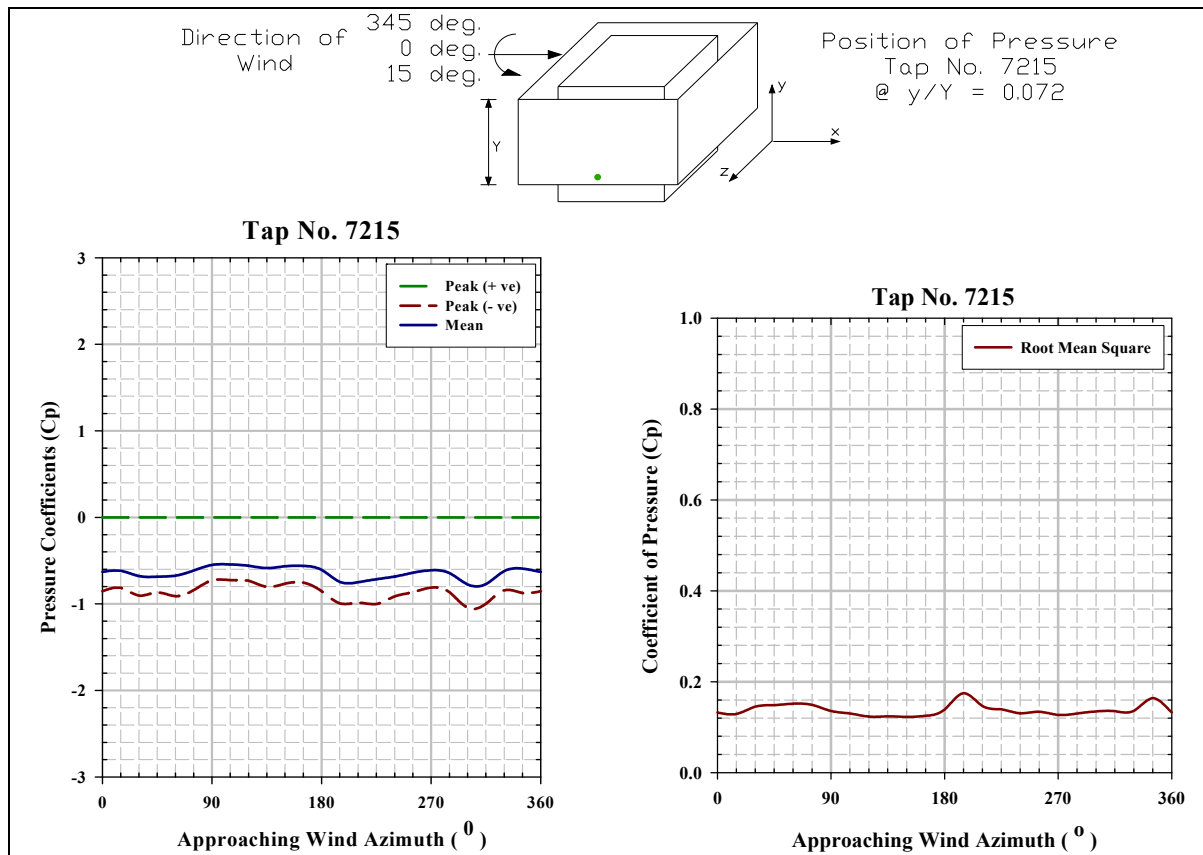 Direction of
Wind
345 deg.
0 deg.
15 deg.
Position of Pressure
Tap No. 7215
@ y/Y = 0.072
Y
y
x
z
Tap No. 7215
Peak (+ ve)
Peak (- ve)
Mean
Pressure Coefficients (Cp)
3
2
1
0
-1
-2
-3
0 90 180 270 360
Approaching Wind Azimuth ( 0 )
Tap No. 7215
Root Mean Square
Coefficient of Pressure (Cp)
1.0
0.8
0.6
0.4
0.2
0.0
0 90 180 270 360
Approaching Wind Azimuth ( o )